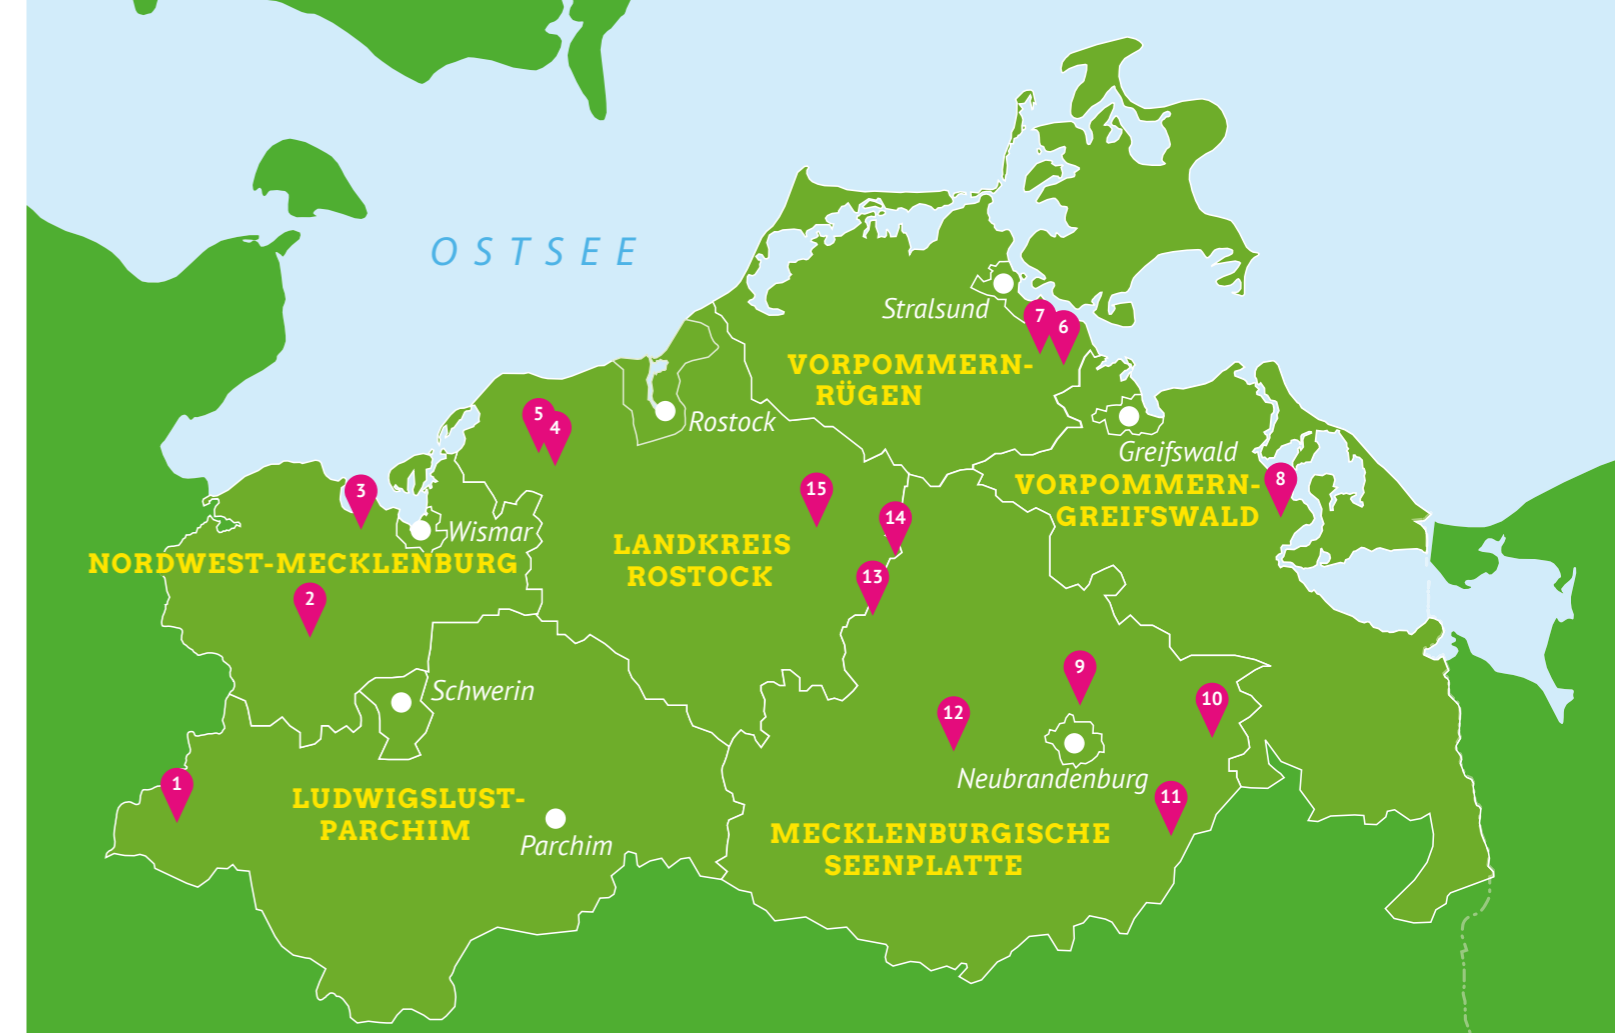 OSTSEE
Stralsund
7
6
VORPOMMERN-
RÜGEN
5
4
Rostock
Greifswald
3
15
8
VORPOMMERN-
GREIFSWALD
14
Wismar
LANDKREIS
ROSTOCK
NORDWEST-MECKLENBURG
13
2
9
Schwerin
10
12
Neubrandenburg
1
11
LUDWIGSLUST-
PARCHIM
Parchim
MECKLENBURGISCHE
SEENPLATTE